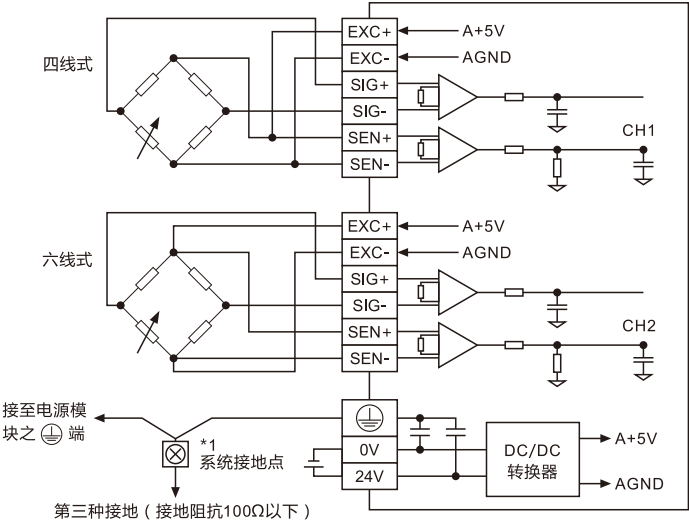 四线式
EXC+
EXC-
SIG+
SIG-
SEN+
SEN-
A+5V
AGND
CH1
六线式
EXC+
EXC-
SIG+
SIG-
SEN+
SEN-
A+5V
AGND
CH2
接至电源模
块之 端
*1
系统接地点
0V
24V
DC/DC
转换器
A+5V
AGND
第三种接地（接地阻抗100Ω以下）